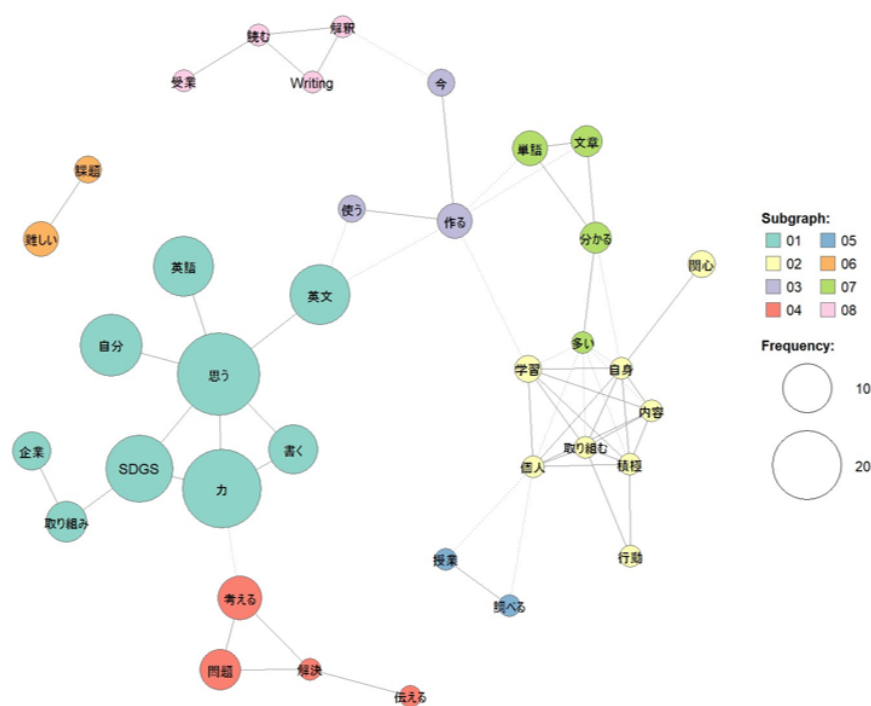 解釈
読む
受業
Writing
今
単語
文章
課題
使う
作る
分かる
難しい
関心
英語
英文
自分
思う
多い
学習
自身
内容
企業
SDGS
書く
取り組む
個人
積極
力
取り組み
授業
行動
考える
調べる
問題
解決
伝える
Subgraph:
01 05
02 06
03 07
04 08
Frequency:
10
20